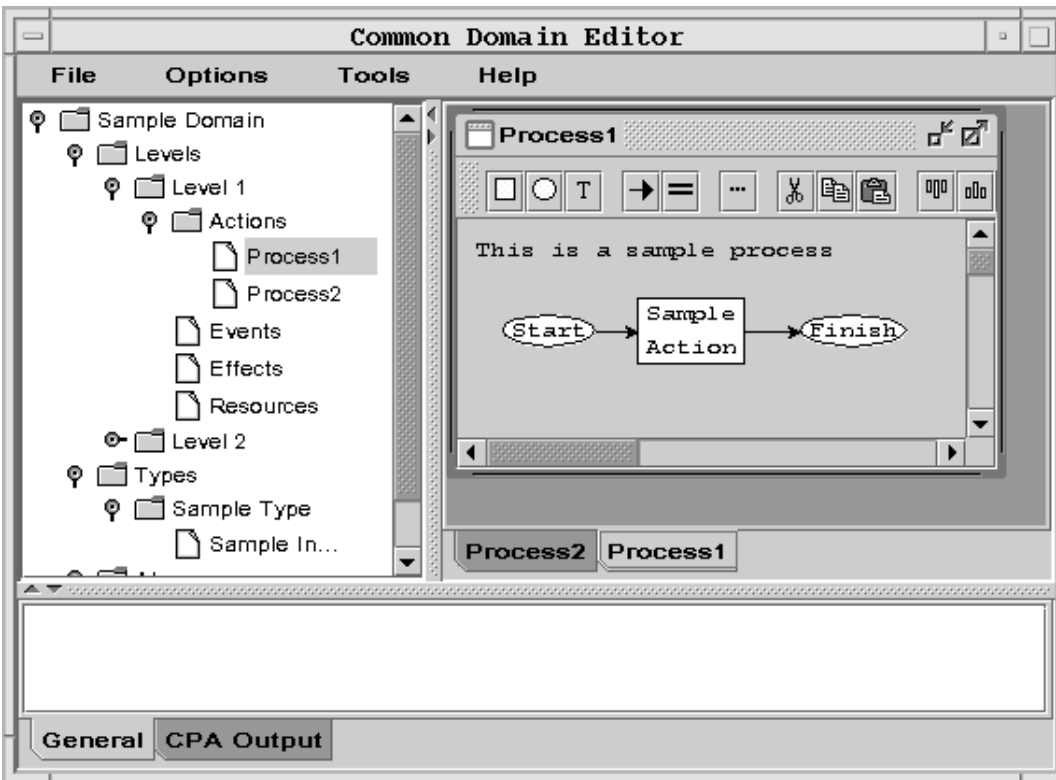 Common Domain Editor
File Options Tools Help
Sample Domain
Levels
Level 1
Actions
Process1
Process2
Events
Effects
Resources
Level 2
Types
Sample Type
Sample In...
Process1
T
This is a sample process
Start
Sample
Action
Finish
Process2 Process1
General CPA Output